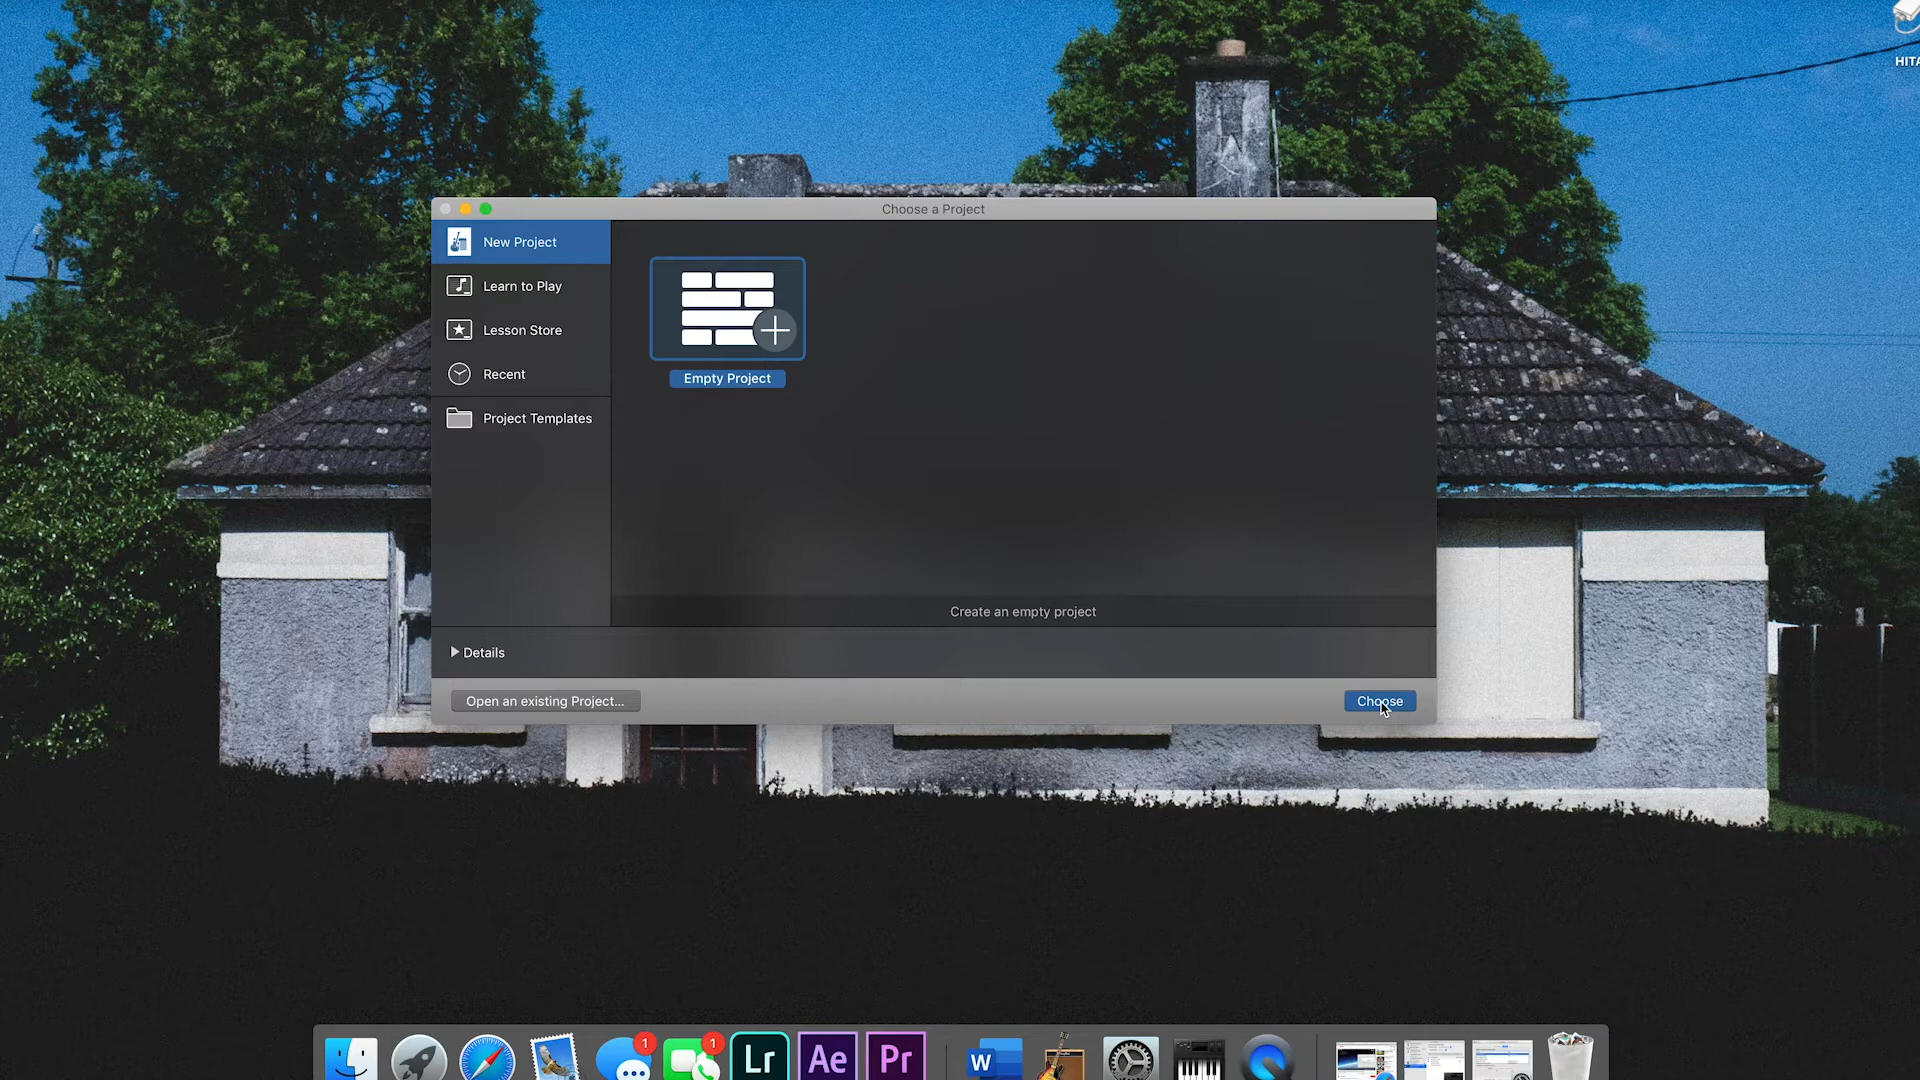 HITA
Choose a Project
New Project
Learn to Play
Lesson Store
Recent
Project Templates
Empty Project
Create an empty project
Details
Open an existing Project...
Choose
1
1
Lr
Ae
Pr
W